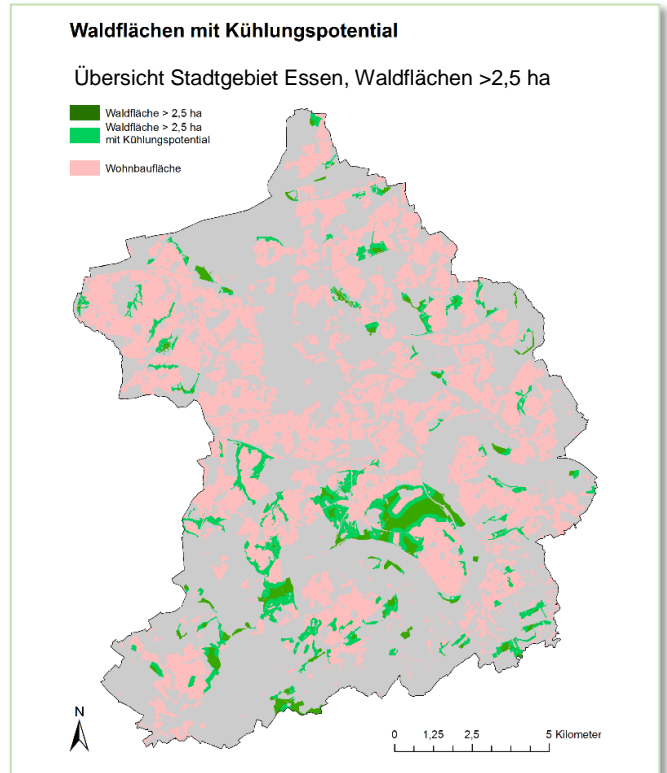 Waldflächen mit Kühlungspotential
Übersicht Stadtgebiet Essen, Waldflächen >2,5 ha
Waldfläche > 2,5 ha
Waldfläche > 2,5 ha
mit Kühlungspotential
Wohnbaufläche
N
0 1,25 2,5 5 Kilometer